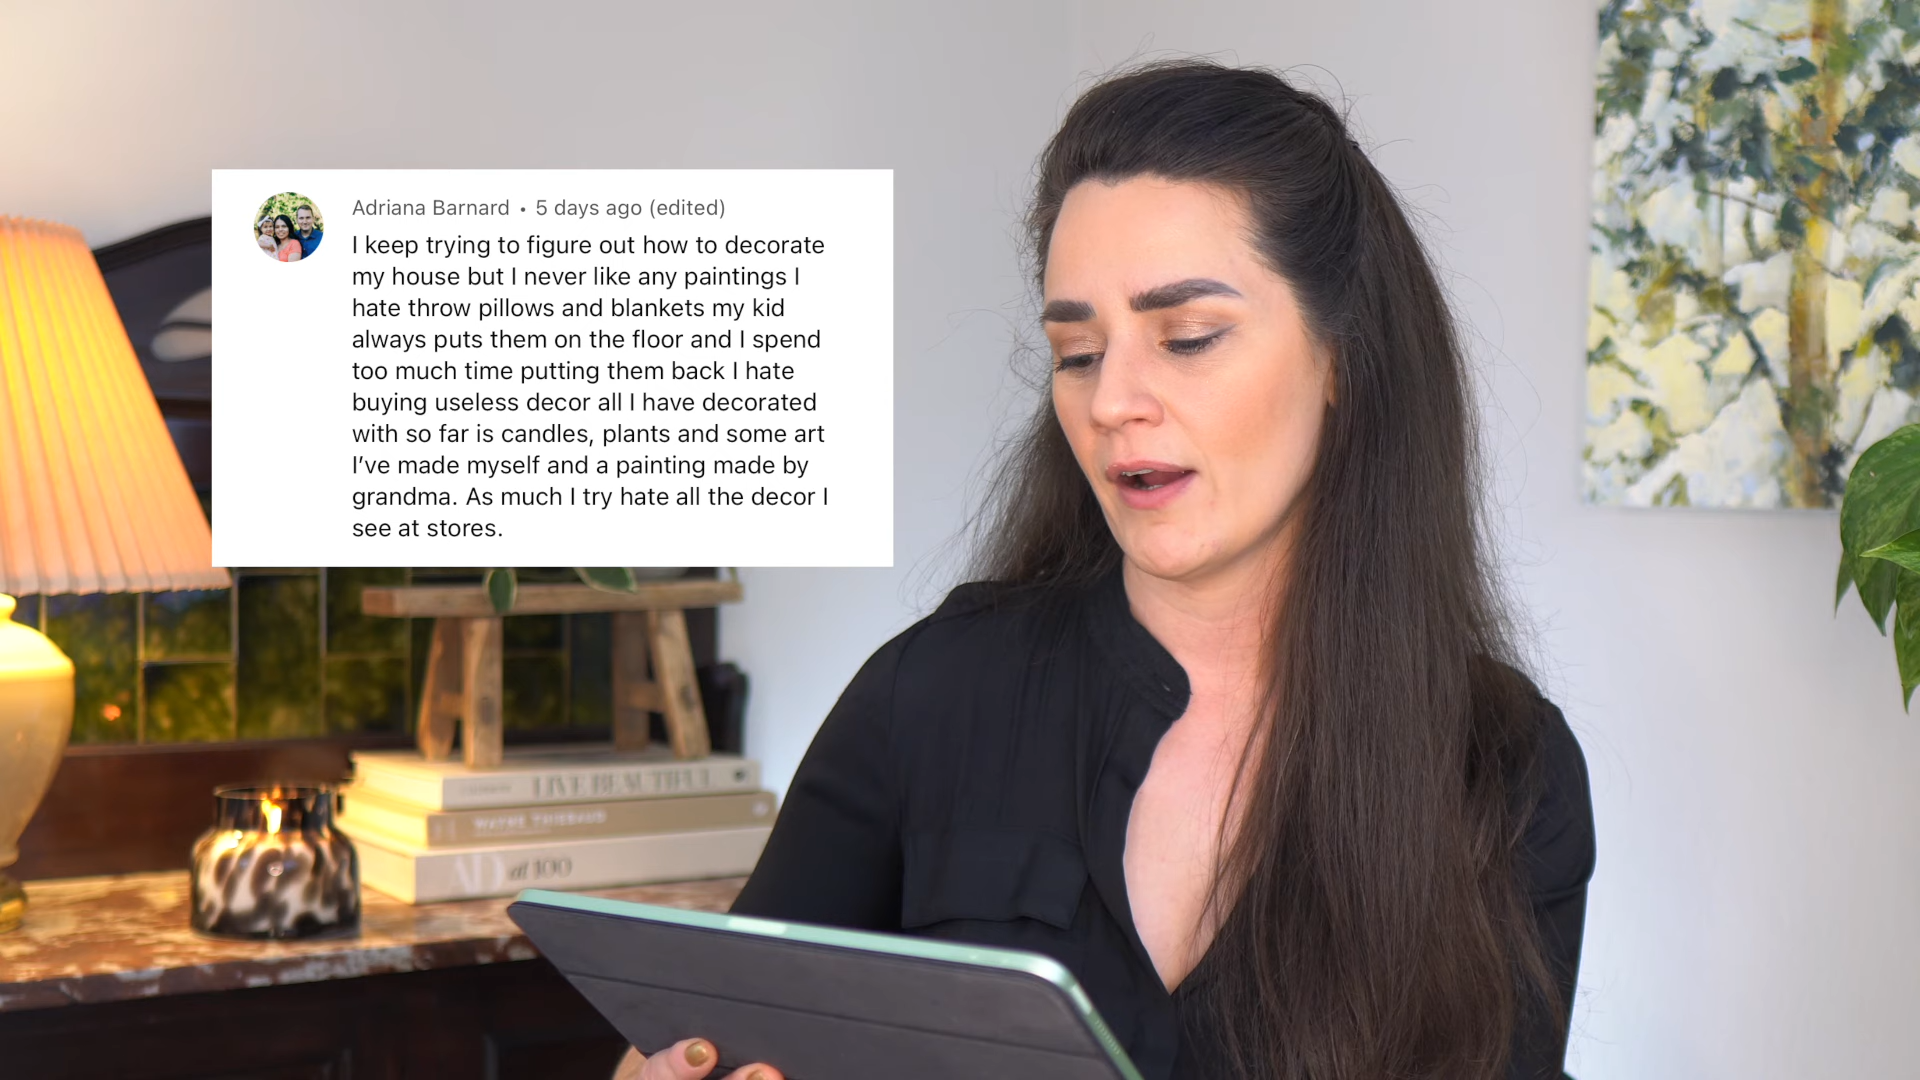 Adriana Barnard • 5 days ago (edited)
I keep trying to figure out how to decorate
my house but I never like any paintings I
hate throw pillows and blankets my kid
always puts them on the floor and I spend
too much time putting them back I hate
buying useless decor all I have decorated
with so far is candles, plants and some art
I’ve made myself and a painting made by
grandma. As much I try hate all the decor I
see at stores.
LIVE BEAUTIFUL
WAYNE THIEBAUD
AD at 100